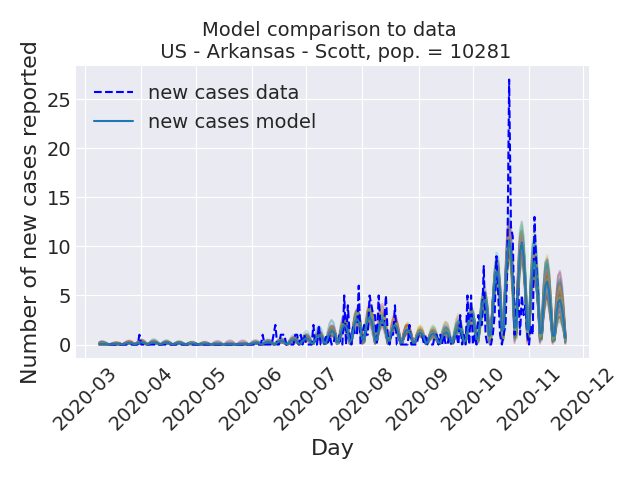 Model comparison to data
US - Arkansas - Scott, pop. = 10281
Number of new cases reported
new cases data
new cases model
25
20
15
10
5
0
2020-03
2020-04
2020-05
2020-06
2020-07
2020-08
2020-09
2020-10
2020-11
2020-12
Day